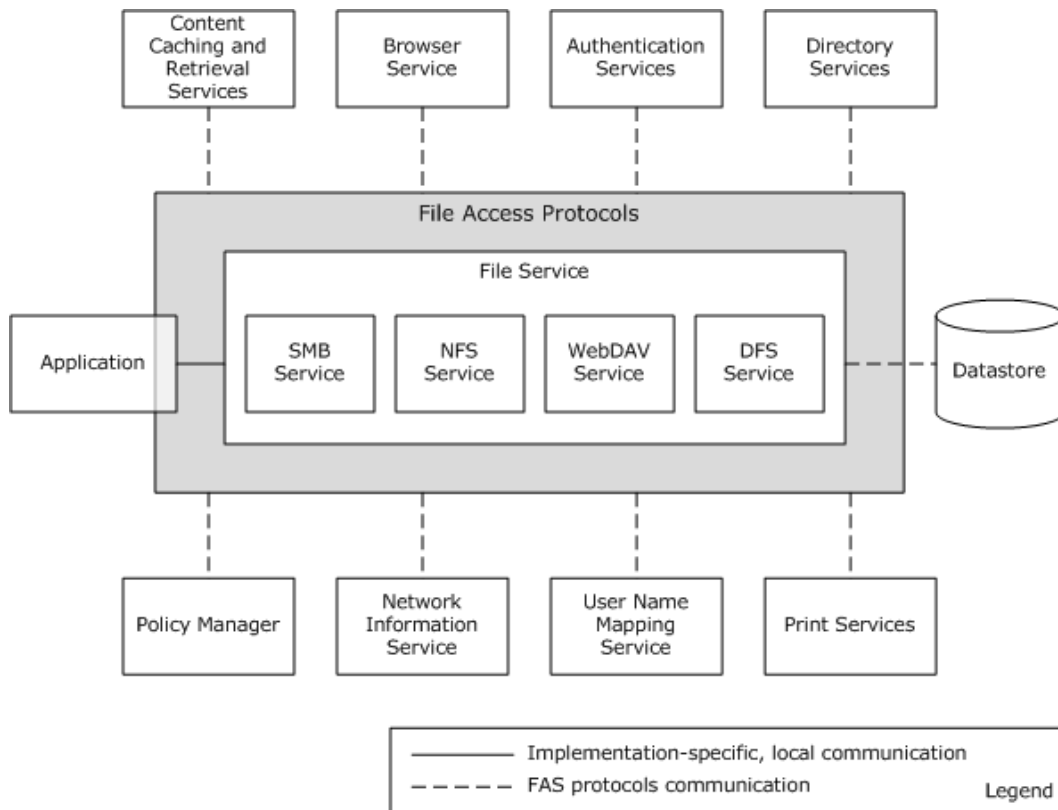 Content
Caching and
Retrieval
Services
Browser
Service
Authentication
Services
Directory
Services
File Access Protocols
File Service
Application
SMB
Service
NFS
Service
WebDAV
Service
DFS
Service
Datastore
Policy Manager
Network
Information
Service
User Name
Mapping
Service
Print Services
Implementation-specific, local communication
FAS protocols communication
Legend